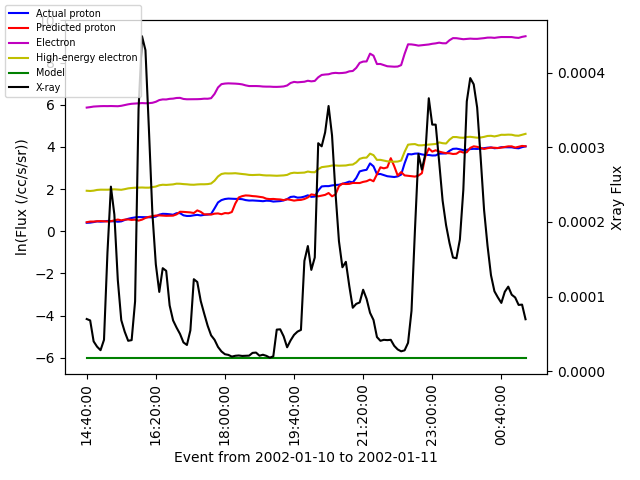 Actual proton
Predicted proton
Electron
High-energy electron
Model
X-ray
6
4
2
0
−2
−4
−6
ln(Flux (/cc/s/sr))
0.0004
0.0003
0.0002
0.0001
0.0000
Xray Flux
14:40:00
16:20:00
18:00:00
19:40:00
21:20:00
23:00:00
00:40:00
Event from 2002-01-10 to 2002-01-11